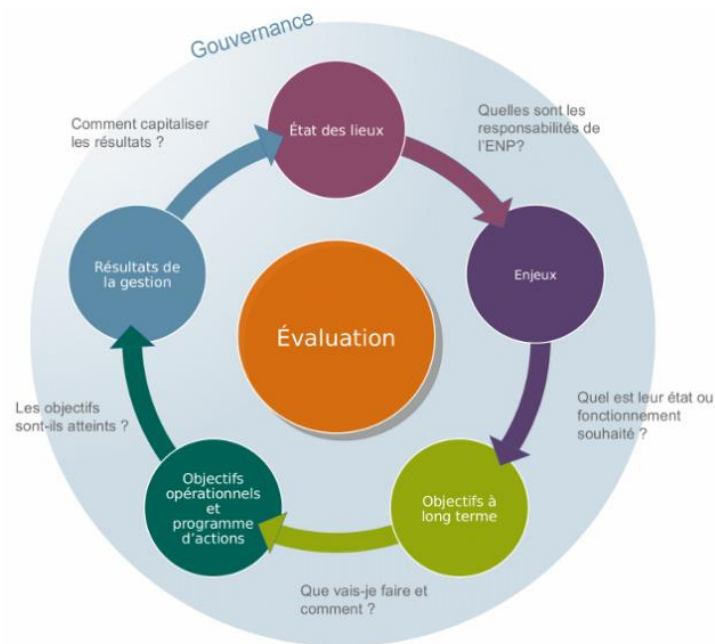 Gouvernance
État des lieux
Quelles sont les
responsabilités de
l'ENP?
Enjeux
Quel est leur état ou
fonctionnement
souhaité ?
Objectifs à
long terme
Que vais-je faire et
comment ?
Objectifs
opérationnels
et
programme
d'actions
Les objectifs
sont-ils atteints ?
Résultats de
la gestion
Comment capitaliser
les résultats ?
Évaluation